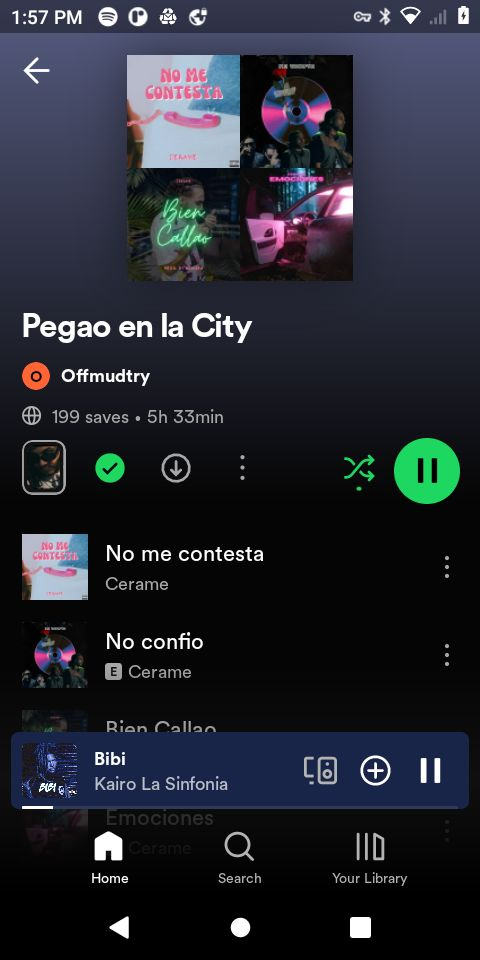 1:57 PM
NO ME
CONTESTA
CERAME
Bien
Callao
EMOCIONES
Pegao en la City
Offmudtry
199 saves • 5h 33min
No me contesta
Cerame
No confio
E Cerame
Bien Callao
Bibi
Kairo La Sinfonia
BIBI
Emociones
Cerame
Home
Search
Your Library